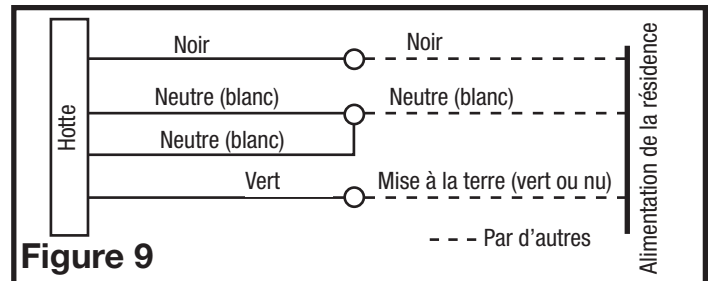 Noir
Noir
Neutre (blanc)
Neutre (blanc)
Neutre (blanc)
Vert
Mise à la terre (vert ou nu)
Hotte
Alimentation de la résidence
- - - Par d'autres
Figure 9